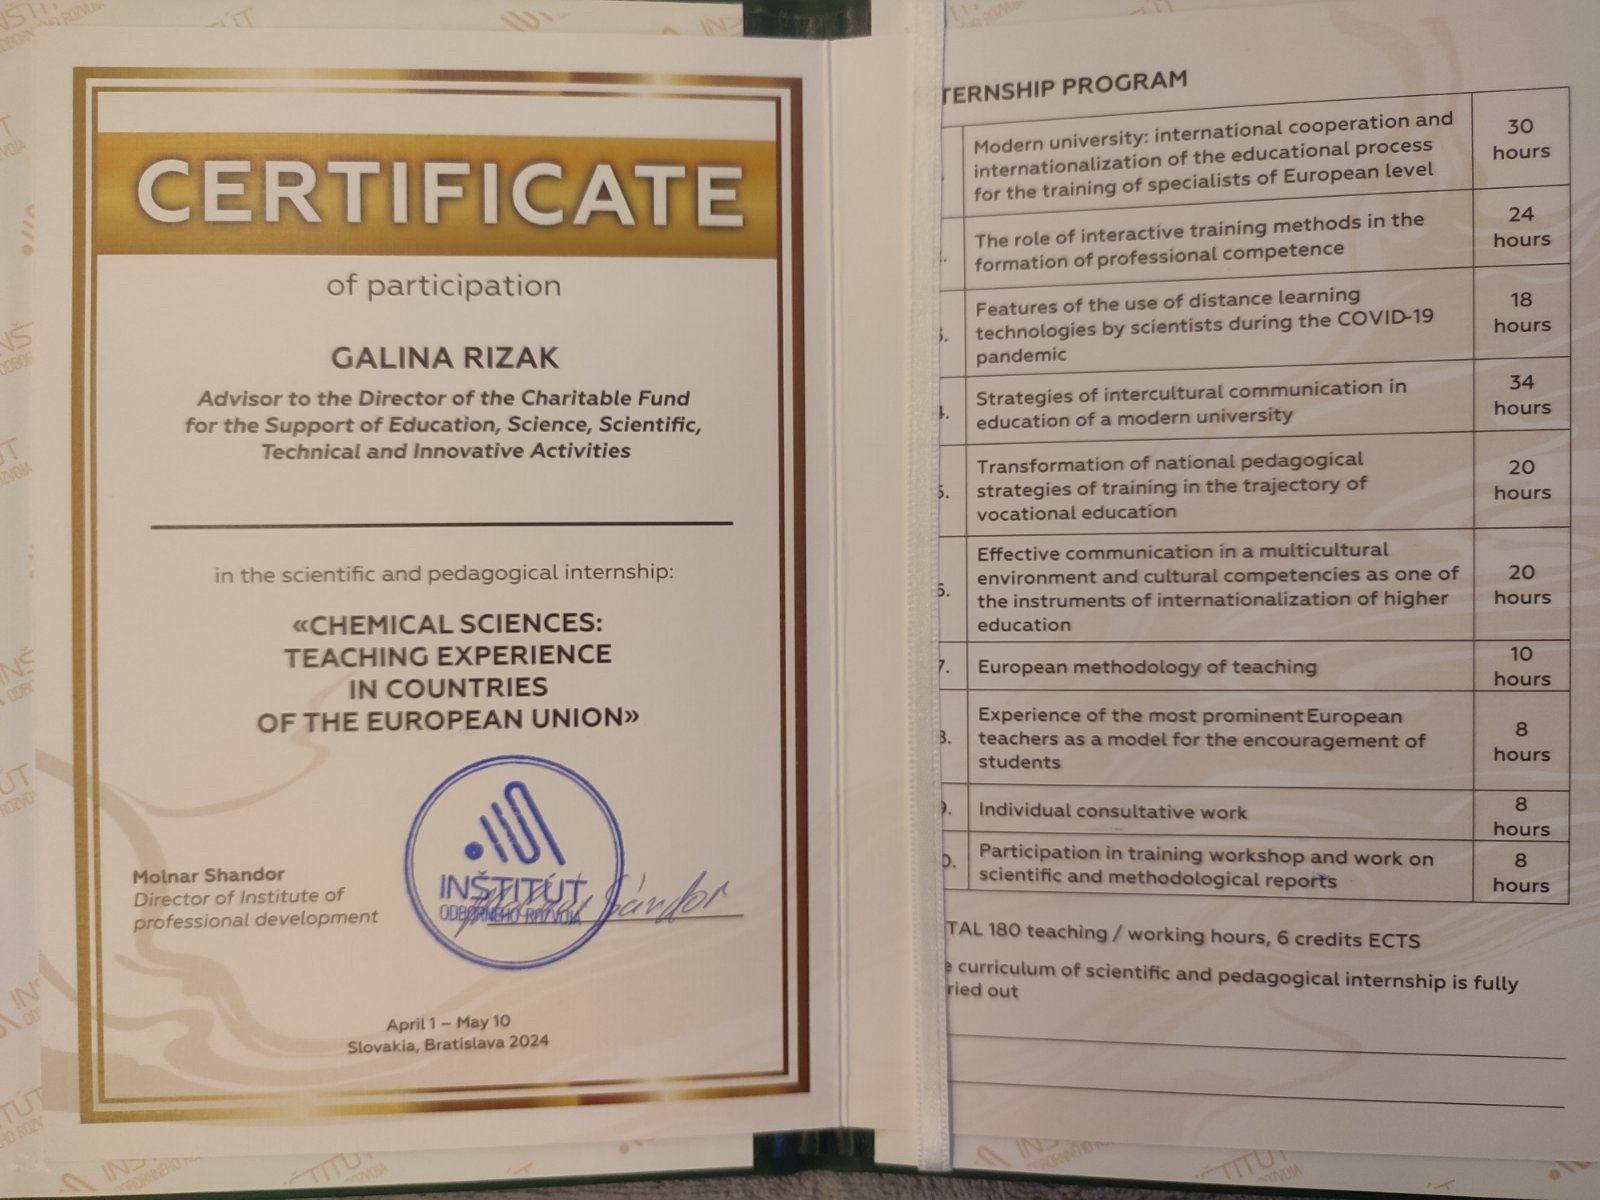 CERTIFICATE
of participation
GALINA RIZAK
Advisor to the Director of the Charitable Fund
for the Support of Education, Science, Scientific,
Technical and Innovative Activities
in the scientific and pedagogical internship:
«CHEMICAL SCIENCES:
TEACHING EXPERIENCE
IN COUNTRIES
OF THE EUROPEAN UNION»
INŠTITÚT
ODBORNÉHO ROZVOJA
Sándor
Molnar Shandor
Director of Institute of
professional development
April 1 – May 10
Slovakia, Bratislava 2024
TERNSHIP PROGRAM
Modern university: international cooperation and
internationalization of the educational process
for the training of specialists of European level
30
hours
The role of interactive training methods in the
formation of professional competence
24
hours
Features of the use of distance learning
technologies by scientists during the COVID-19
pandemic
18
hours
4.
Strategies of intercultural communication in
education of a modern university
34
hours
5.
Transformation of national pedagogical
strategies of training in the trajectory of
vocational education
20
hours
6.
Effective communication in a multicultural
environment and cultural competencies as one of
the instruments of internationalization of higher
education
20
hours
7.
European methodology of teaching
10
hours
8.
Experience of the most prominent European
teachers as a model for the encouragement of
students
8
hours
9.
Individual consultative work
8
hours
0.
Participation in training workshop and work on
scientific and methodological reports
8
hours
TAL 180 teaching / working hours, 6 credits ECTS
e curriculum of scientific and pedagogical internship is fully
ried out